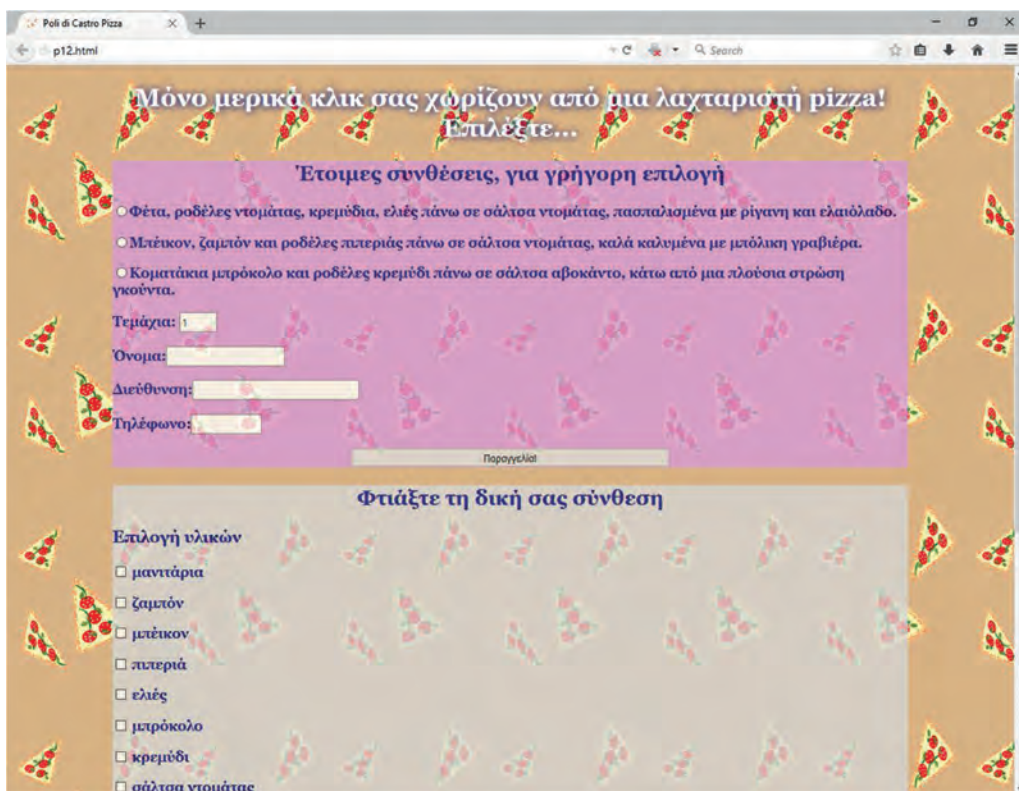 Poli di Castro Pizza
p12.html
Search
Μόνο μερικά κλικ σας χωρίζουν από μια λαχταριστή pizza!
Επιλέξτε...
Έτοιμες συνθέσεις, για γρήγορη επιλογή
Φέτα, ροδέλες ντομάτας, κρεμύδια, ελιές πάνω σε σάλτσα ντομάτας, πασπαλισμένα με ρίγανη και ελαιόλαδο.
Μπέικον, ζαμπόν και ροδέλες πιπεριάς πάνω σε σάλτσα ντομάτας, καλά καλυμένα με μπόλικη γραβιέρα.
Κοματάκια μπρόκολο και ροδέλες κρεμύδι πάνω σε σάλτσα αβοκάντο, κάτω από μια πλούσια στρώση
γκούντα.
Τεμάχια: 1
Όνομα:
Διεύθυνση:
Τηλέφωνο:
Παραγγελία!
Φτιάξτε τη δική σας σύνθεση
Επιλογή υλικών
μανιτάρια
ζαμπόν
μπέικον
πιπεριά
ελιές
μπρόκολο
κρεμύδι
σάλτσα ντομάτας